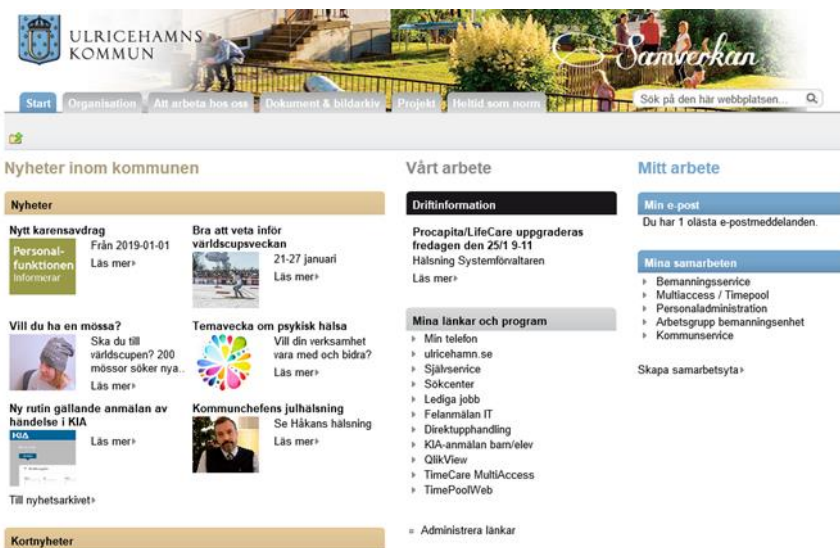 ULRICEHAMNS
KOMMUN
Samverkan
Start
Organisation
Att arbeta hos oss
Dokument & bildarkiv
Projekt
Heltid som norm
Sök på den här webbplatsen...
Nyheter inom kommunen
Nyheter
Nytt karensavdrag
Personal-
funktionen
Informerar
Från 2019-01-01
Läs mer
Bra att veta inför
världscupsveckan
21-27 januari
Läs mer
Vill du ha en mössa?
Ska du till
världscupen? 200
mössor söker nya..
Läs mer
Temavecka om psykisk hälsa
Vill din verksamhet
vara med och bidra?
Läs mer
Ny rutin gällande anmälan av
händelse i KIA
KIA
Läs mer
Kommunchefens julhälsning
Se Håkans hälsning
Läs mer
Till nyhetsarkivet
Kortnyheter
Vårt arbete
Driftinformation
Procapita/LifeCare uppgraderas
fredagen den 25/1 9-11
Hälsning Systemförvaltaren
Läs mer
Mina länkar och program
Min telefon
ulricehamn.se
Självservice
Sökcenter
Lediga jobb
Felanmälan IT
Direktupphandling
KIA-anmälan barn/elev
QlikView
TimeCare MultiAccess
TimePoolWeb
Administrera länkar
Mitt arbete
Min e-post
Du har 1 olästa e-postmeddelanden.
Mina samarbeten
Bemanningsservice
Multiaccess / Timepool
Personaladministration
Arbetsgrupp bemanningsenhet
Kommunservice
Skapa samarbetsyta